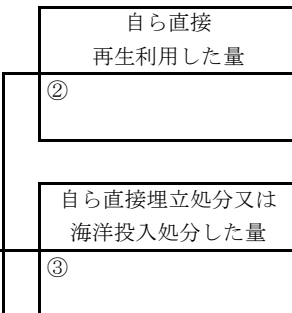 自ら直接
再生利用した量
②
自ら直接埋立処分又は
海洋投入処分した量
③